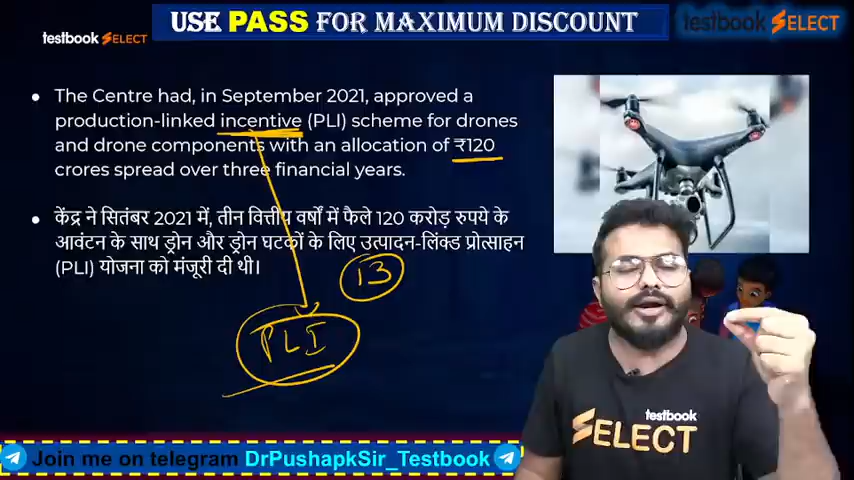 USE PASS FOR MAXIMUM DISCOUNT
testbook SELECT
testbook SELECT
The Centre had, in September 2021, approved a
production-linked incentive (PLI) scheme for drones
and drone components with an allocation of ₹120
crores spread over three financial years.
केंद्र ने सितंबर 2021 में, तीन वित्तीय वर्षों में फैले 120 करोड़ रुपये के
आवंटन के साथ ड्रोन और ड्रोन घटकों के लिए उत्पादन-लिंक्ड प्रोत्साहन
(PLI) योजना को मंजूरी दी थी।
13
PLI
testbook
SELECT
Join me on telegram DrPushapkSir_Testbook